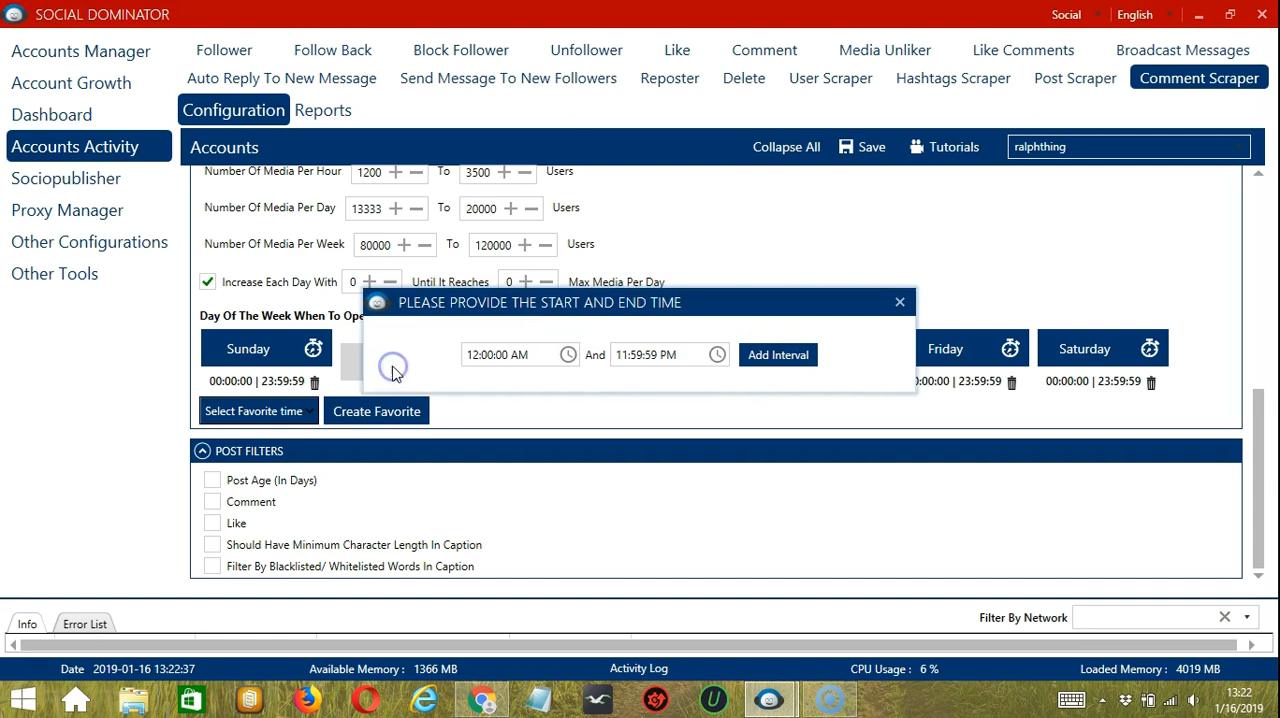 SOCIAL DOMINATOR Social English
Accounts Manager
Account Growth
Dashboard
Accounts Activity
Sociopublisher
Proxy Manager
Other Configurations
Other Tools
Follower Follow Back Block Follower Unfollower Like Comment Media Unliker Like Comments Broadcast Messages
Auto Reply To New Message Send Message To New Followers Reposter Delete User Scraper Hashtags Scraper Post Scraper Comment Scraper
Configuration Reports
Accounts Collapse All Save Tutorials ralphthing
Number Of Media Per Hour 1200 To 3500 Users
Number Of Media Per Day 13333 To 20000 Users
Number Of Media Per Week 80000 To 120000 Users
Increase Each Day With 0 Until It Reaches 0 Max Media Per Day
Day Of The Week When To Ope
PLEASE PROVIDE THE START AND END TIME
12:00:00 AM And 11:59:59 PM Add Interval
Sunday Friday Saturday
00:00:00 | 23:59:59 0:00:00 | 23:59:59 00:00:00 | 23:59:59
Select Favorite time Create Favorite
POST FILTERS
Post Age (In Days)
Comment
Like
Should Have Minimum Character Length In Caption
Filter By Blacklisted/ Whitelisted Words In Caption
Info Error List Filter By Network
Date 2019-01-16 13:22:37 Available Memory : 1366 MB Activity Log CPU Usage : 6 % Loaded Memory : 4019 MB
13:22
1/16/2019